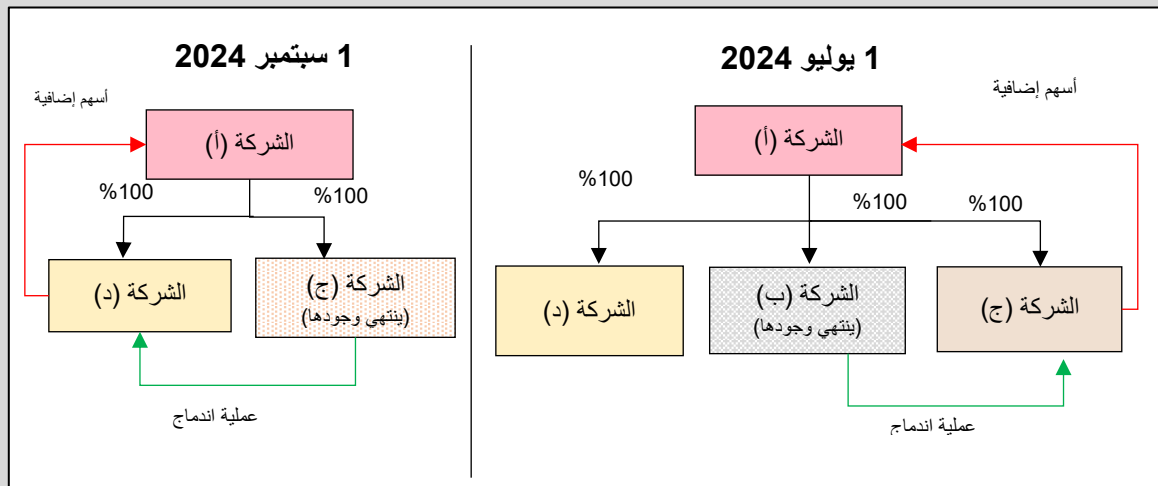 1 يوليو 2024
أسهم إضافية
الشركة (أ)
%100
%100
%100
الشركة (ج)
الشركة (ب)
(ينتهي وجودها)
الشركة (د)
عملية اندماج
1 سبتمبر 2024
أسهم إضافية
الشركة (أ)
%100
%100
الشركة (ج)
(ينتهي وجودها)
الشركة (د)
عملية اندماج